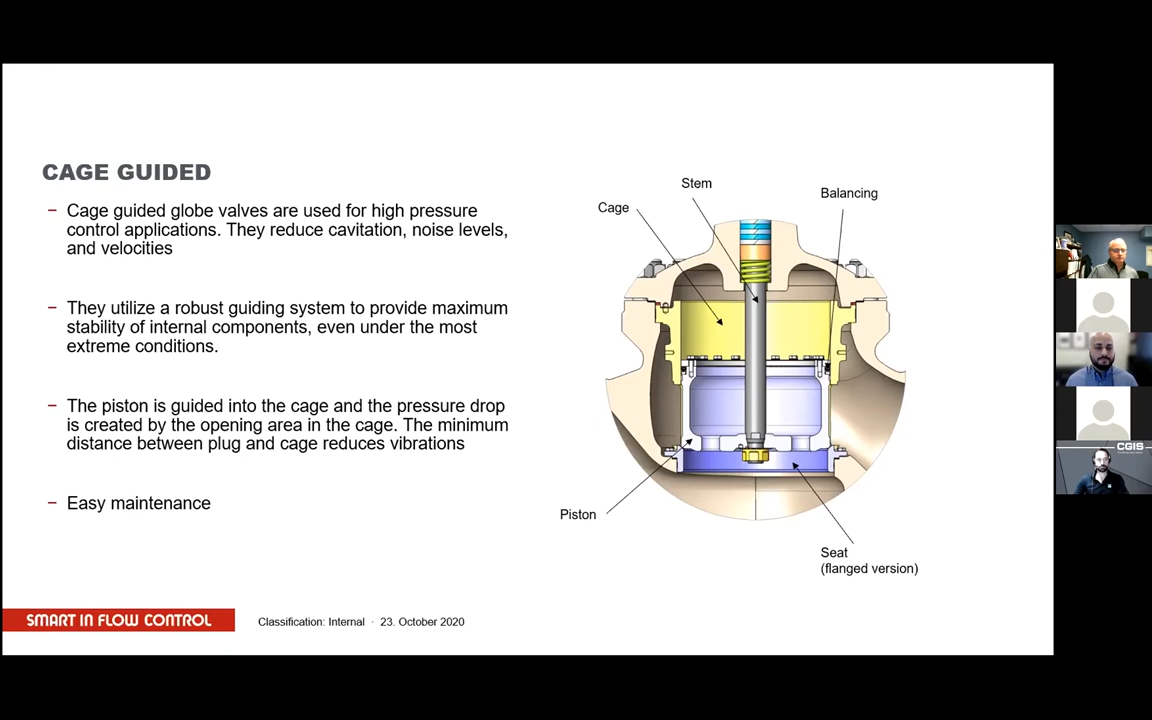 CAGE GUIDED
− Cage guided globe valves are used for high pressure
control applications. They reduce cavitation, noise levels,
and velocities
− They utilize a robust guiding system to provide maximum
stability of internal components, even under the most
extreme conditions.
− The piston is guided into the cage and the pressure drop
is created by the opening area in the cage. The minimum
distance between plug and cage reduces vibrations
− Easy maintenance
Stem
Balancing
Cage
Piston
Seat
(flanged version)
SMART IN FLOW CONTROL
Classification: Internal · 23. October 2020
CGIS